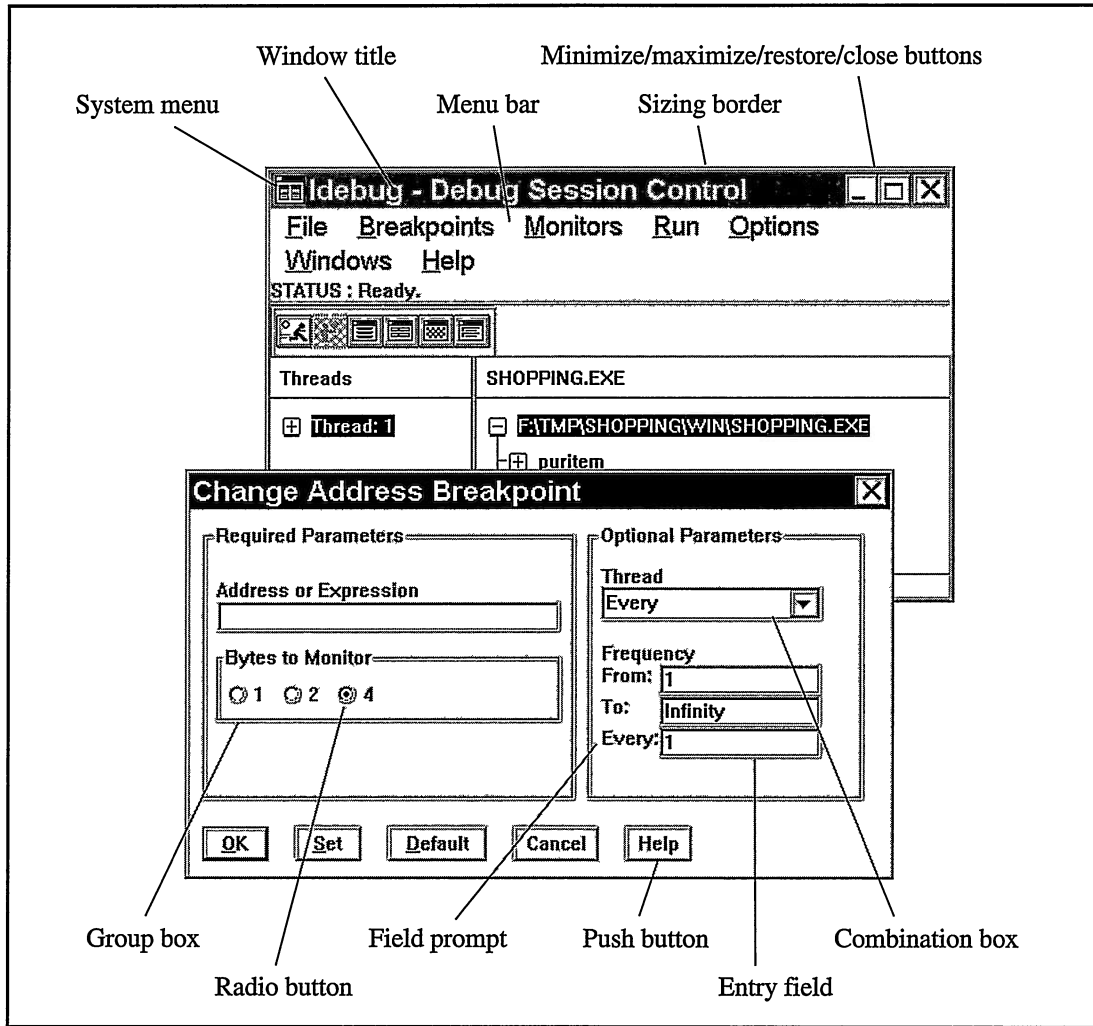 Window title
Minimize/maximize/restore/close buttons
System menu
Menu bar
Sizing border
Idebug - Debug Session Control
File Breakpoints Monitors Run Options
Windows Help
STATUS : Ready.
Threads
SHOPPING.EXE
Thread: 1
F:\TMP\SHOPPING\WIN\SHOPPING.EXE
puritem
Change Address Breakpoint
Required Parameters
Address or Expression
Bytes to Monitor
1 2 4
Optional Parameters
Thread
Every
Frequency
From: 1
To: Infinity
Every: 1
OK Set Default Cancel Help
Group box
Field prompt
Push button
Combination box
Radio button
Entry field